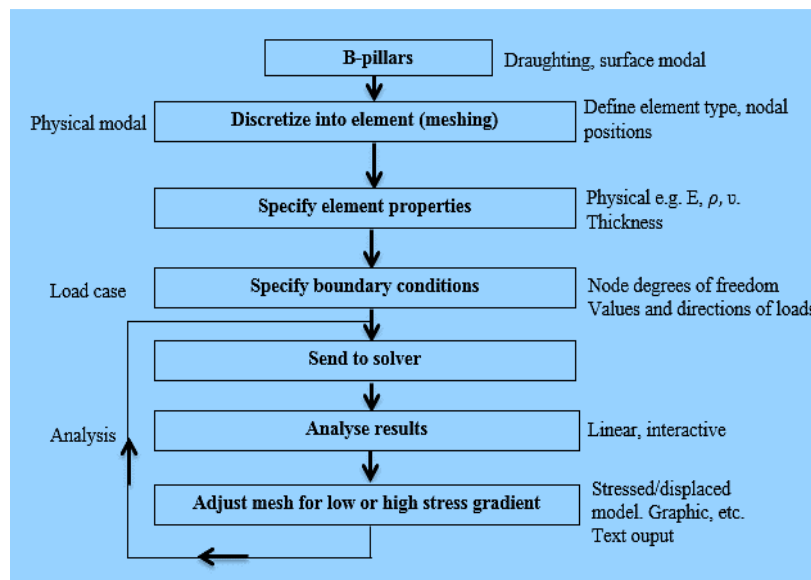 B-pillars
Draughting, surface modal
Physical modal
Discretize into element (meshing)
Define element type, nodal
positions
Specify element properties
Physical e.g. E, ρ, υ.
Thickness
Load case
Specify boundary conditions
Node degrees of freedom
Values and directions of loads
Send to solver
Analysis
Analyse results
Linear, interactive
Adjust mesh for low or high stress gradient
Stressed/displaced
model. Graphic, etc.
Text ouput